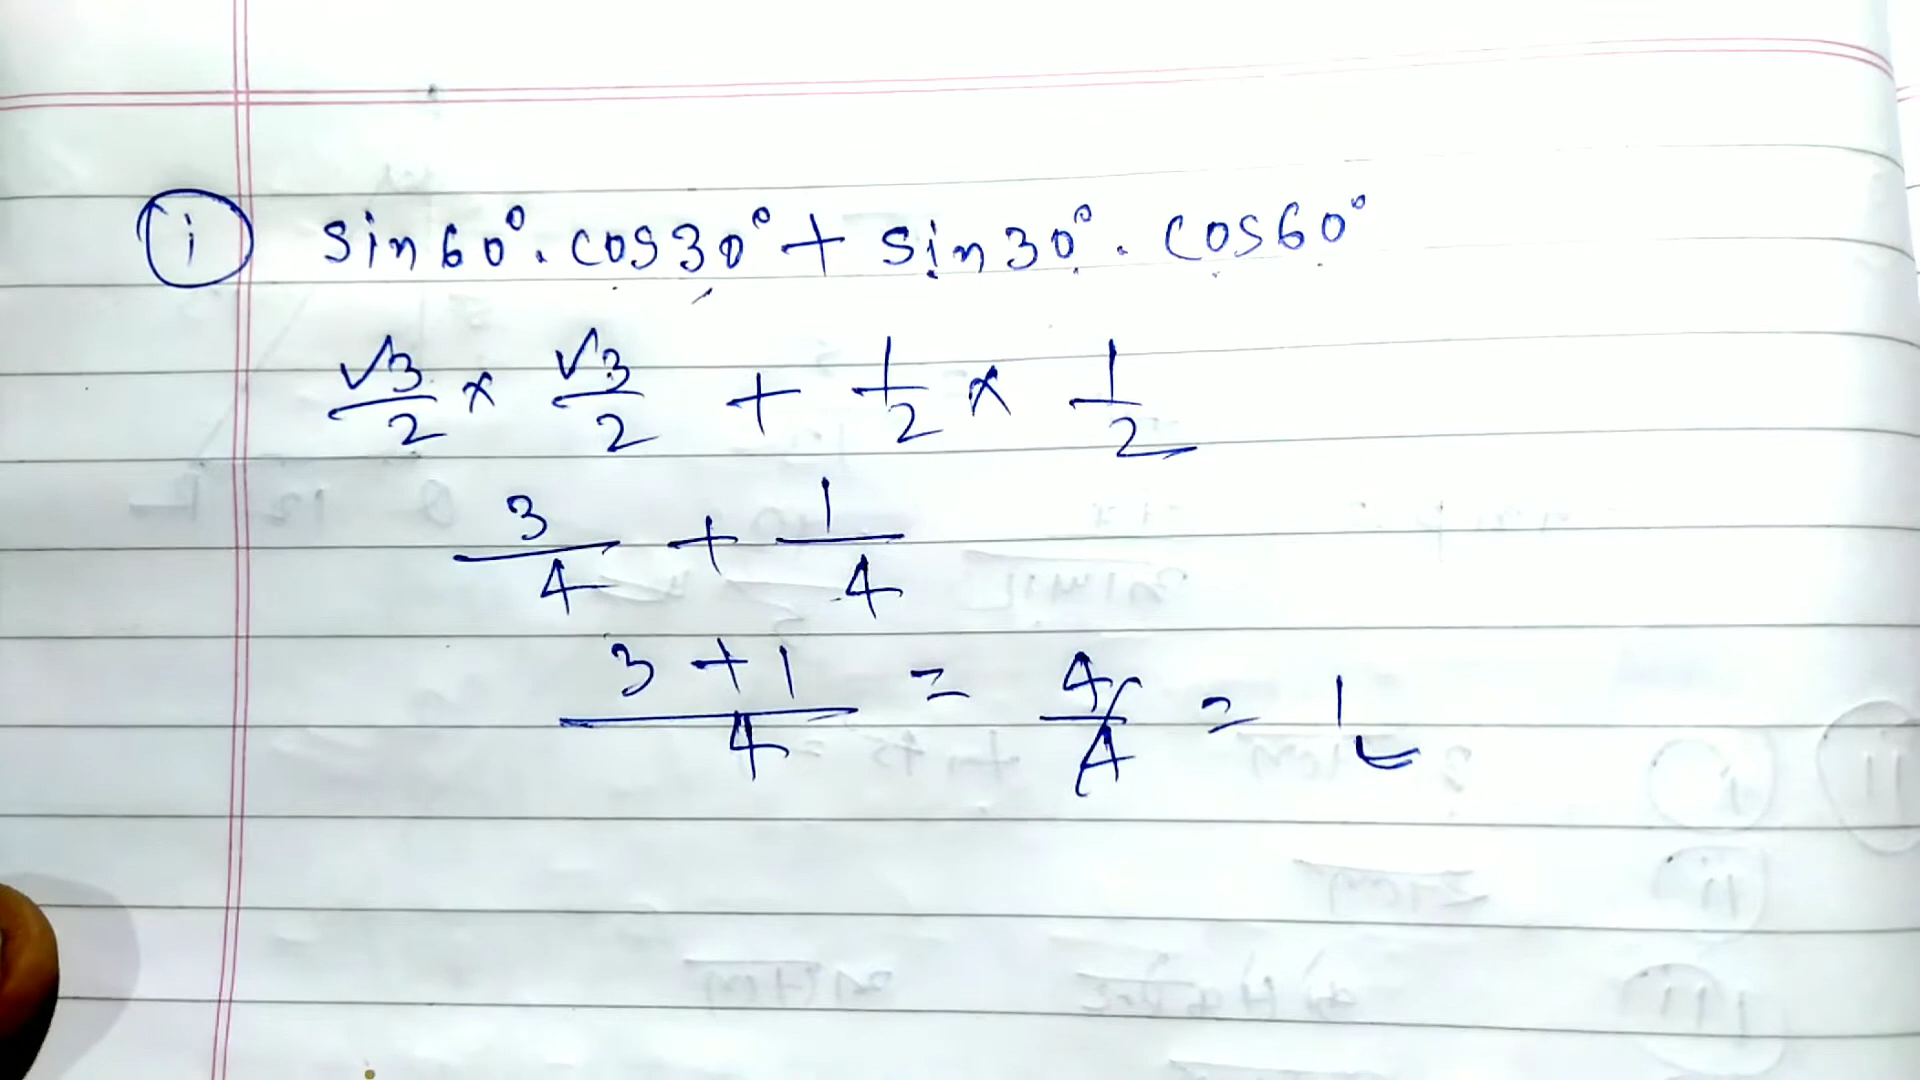 i sin60°. cos30° + sin30°. cos60°
√3/2 × √3/2 + 1/2 × 1/2
3/4 + 1/4
3+1/4 = 4/4 = 1